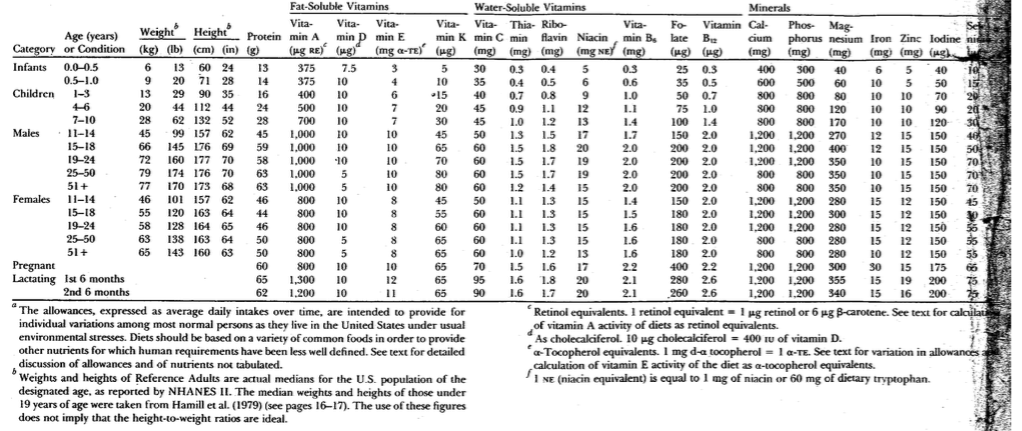 Fat-Soluble Vitamins Water-Soluble Vitamins Minerals
Vita- Vita- Vita- Vita- Vita- Thia- Ribo- Vita- Fo- Vitamin Cal- Phos- Mag-
Age (years) Weight^b Height^b Protein min A min D min E min K min C min flavin Niacin min B₆ late B₁₂ cium phorus nesium Iron Zinc Iodine
Category or Condition (kg) (lb) (cm) (in) (g) (µg RE)^c (µg)^d (mg α-TE)^e (µg) (mg) (mg) (mg) (mg NE)^f (mg) (µg) (µg) (mg) (mg) (mg) (mg) (mg) (µg)
Infants 0.0–0.5 6 13 60 24 13 375 7.5 3 5 30 0.3 0.4 5 0.3 25 0.3 400 300 40 6 5 40 10
0.5–1.0 9 20 71 28 14 375 10 4 10 35 0.4 0.5 6 0.6 35 0.5 600 500 60 10 5 50 15
Children 1–3 13 29 90 35 16 400 10 6 15 40 0.7 0.8 9 1.0 50 0.7 800 800 80 10 10 70 20
4–6 20 44 112 44 24 500 10 7 20 45 0.9 1.1 12 1.1 75 1.0 800 800 120 10 10 90 20
7–10 28 62 132 52 28 700 10 7 30 45 1.0 1.2 13 1.4 100 1.4 800 800 170 10 10 120 30
Males 11–14 45 99 157 62 45 1,000 10 10 45 50 1.3 1.5 17 1.7 150 2.0 1,200 1,200 270 12 15 150 40
15–18 66 145 176 69 59 1,000 10 10 65 60 1.5 1.8 20 2.0 200 2.0 1,200 1,200 400 12 15 150 50
19–24 72 160 177 70 58 1,000 10 10 70 60 1.5 1.7 19 2.0 200 2.0 1,200 1,200 350 10 15 150 70
25–50 79 174 176 70 63 1,000 5 10 80 60 1.5 1.7 19 2.0 200 2.0 800 800 350 10 15 150 70
51+ 77 170 173 68 63 1,000 5 10 80 60 1.2 1.4 15 2.0 200 2.0 800 800 350 10 15 150 70
Females 11–14 46 101 157 62 46 800 10 8 45 50 1.1 1.3 15 1.4 150 2.0 1,200 1,200 280 15 12 150 45
15–18 55 120 163 64 44 800 10 8 55 60 1.1 1.3 15 1.5 180 2.0 1,200 1,200 300 15 12 150
19–24 58 128 164 65 46 800 10 8 60 60 1.1 1.3 15 1.6 180 2.0 1,200 1,200 280 15 12 150 55
25–50 63 138 163 64 50 800 5 8 65 60 1.1 1.3 15 1.6 180 2.0 800 800 280 15 12 150 55
51+ 65 143 160 63 50 800 5 8 65 60 1.0 1.2 13 1.6 180 2.0 800 800 280 10 12 150 55
Pregnant 60 800 10 10 65 70 1.5 1.6 17 2.2 400 2.2 1,200 1,200 300 30 15 175 65
Lactating 1st 6 months 65 1,300 10 12 65 95 1.6 1.8 20 2.1 280 2.6 1,200 1,200 355 15 19 200 75
2nd 6 months 62 1,200 10 11 65 90 1.6 1.7 20 2.1 260 2.6 1,200 1,200 340 15 16 200 75
^a The allowances, expressed as average daily intakes over time, are intended to provide for
individual variations among most normal persons as they live in the United States under usual
environmental stresses. Diets should be based on a variety of common foods in order to provide
other nutrients for which human requirements have been less well defined. See text for detailed
discussion of allowances and of nutrients not tabulated.
^b Weights and heights of Reference Adults are actual medians for the U.S. population of the
designated age, as reported by NHANES II. The median weights and heights of those under
19 years of age were taken from Hamill et al. (1979) (see pages 16–17). The use of these figures
does not imply that the height-to-weight ratios are ideal.
^c Retinol equivalents. 1 retinol equivalent = 1 µg retinol or 6 µg β-carotene. See text for
of vitamin A activity of diets as retinol equivalents.
^d As cholecalciferol. 10 µg cholecalciferol = 400 IU of vitamin D.
^e α-Tocopherol equivalents. 1 mg d-α tocopherol = 1 α-TE. See text for variation in allowances
calculation of vitamin E activity of the diet as α-tocopherol equivalents.
^f 1 NE (niacin equivalent) is equal to 1 mg of niacin or 60 mg of dietary tryptophan.